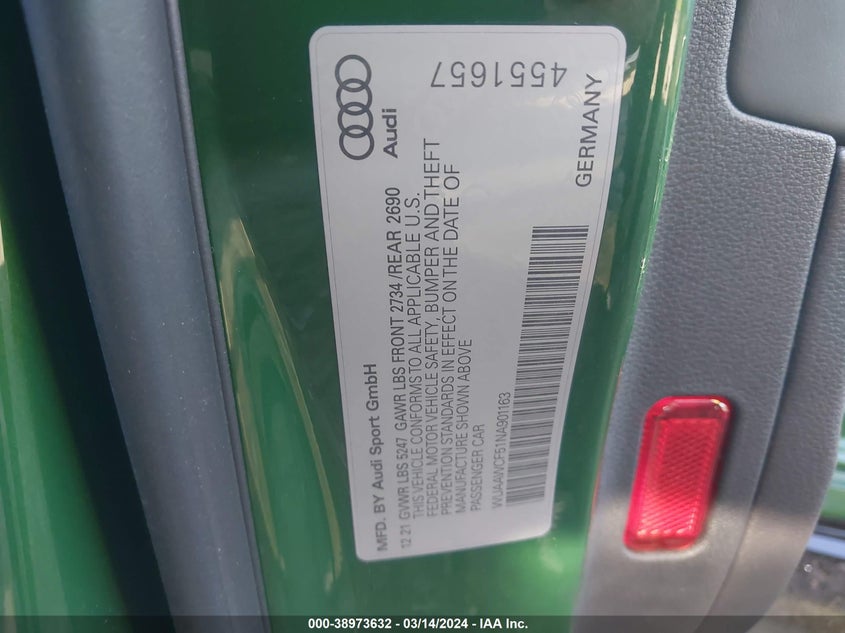 Audi
4551657
MFD. BY Audi Sport GmbH
12 21 GVWR LBS 5247 GAWR LBS FRONT 2734 /REAR 2690
THIS VEHICLE CONFORMS TO ALL APPLICABLE U.S.
FEDERAL MOTOR VEHICLE SAFETY, BUMPER AND THEFT
PREVENTION STANDARDS IN EFFECT ON THE DATE OF
MANUFACTURE SHOWN ABOVE
PASSENGER CAR
WUAAWCF51NA901163
GERMANY
000-38973632 - 03/14/2024 - IAA Inc.